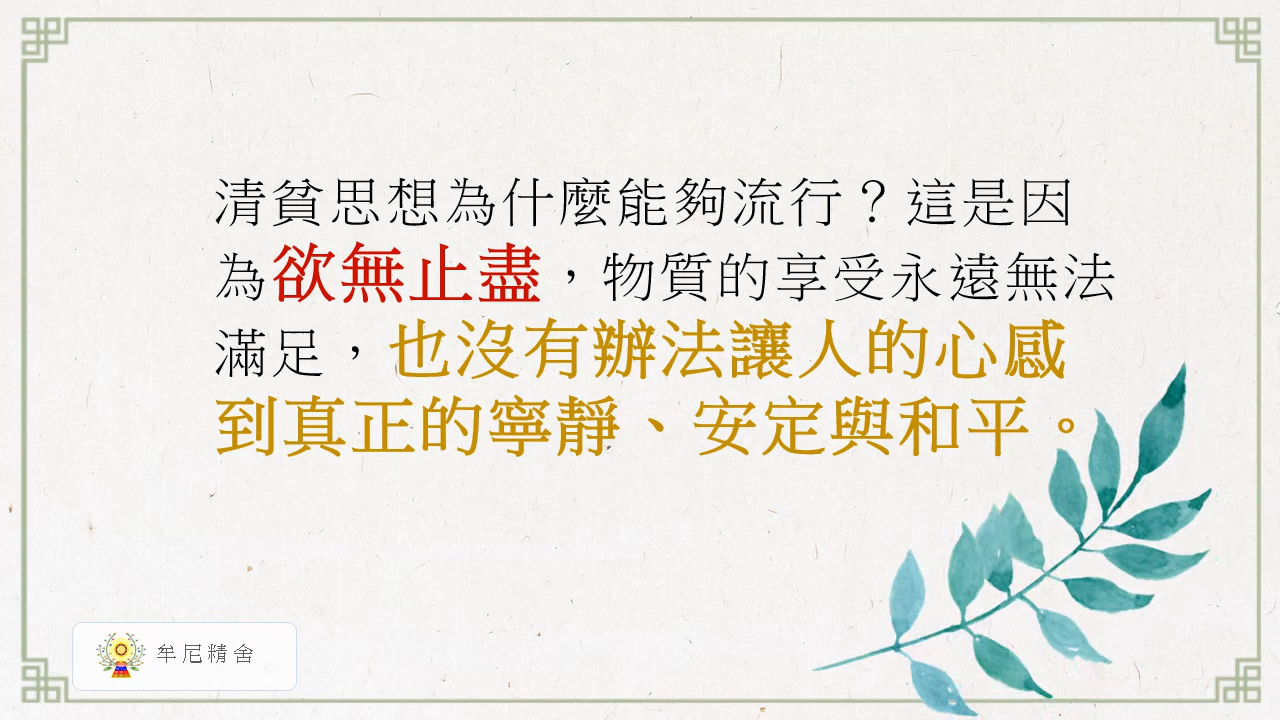 清貧思想為什麼能夠流行？這是因
為欲無止盡，物質的享受永遠無法
滿足，也沒有辦法讓人的心感
到真正的寧靜、安定與和平。
牟尼精舍